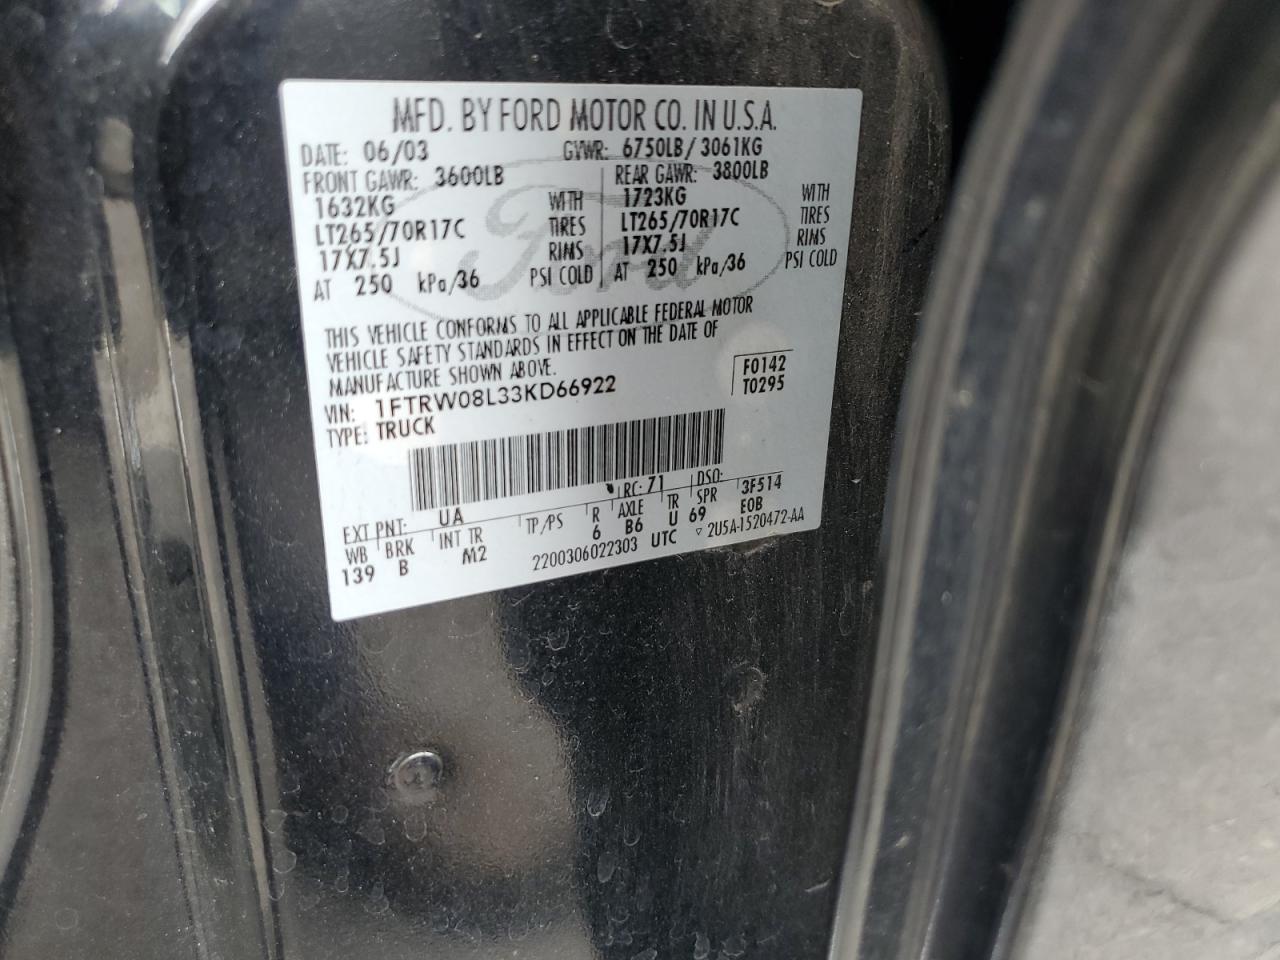 MFD. BY FORD MOTOR CO. IN U.S.A.
DATE: 06/03 GVWR: 6750LB/ 3061KG
FRONT GAWR: 3600LB REAR GAWR: 3800LB
1632KG WITH 1723KG WITH
LT265/70R17C TIRES LT265/70R17C TIRES
17X7.5J RIMS 17X7.5J RIMS
AT 250 kPa/36 PSI COLD AT 250 kPa/36 PSI COLD
Ford
THIS VEHICLE CONFORMS TO ALL APPLICABLE FEDERAL MOTOR
VEHICLE SAFETY STANDARDS IN EFFECT ON THE DATE OF
MANUFACTURE SHOWN ABOVE.
VIN: 1FTRW08L33KD66922 F0142
TYPE: TRUCK T0295
EXT PNT: UA RC: 71 DSO: 3F514
WB BRK INT TR TP/PS R AXLE TR SPR EOB
139 B M2 6 B6 U 69
2200306022303 UTC ▽ 2U5A-1520472-AA